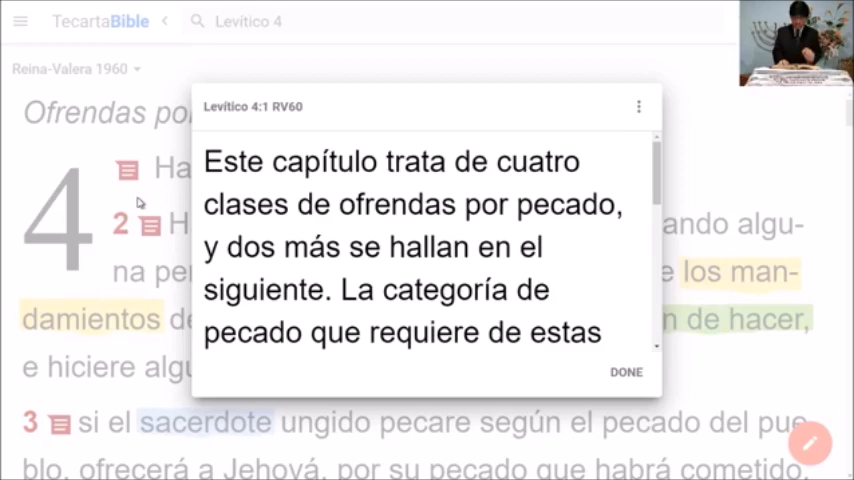 TecartaBible
Levítico 4
Reina-Valera 1960
Ofrendas po
Levítico 4:1 RV60
Este capítulo trata de cuatro
clases de ofrendas por pecado,
y dos más se hallan en el
siguiente. La categoría de
pecado que requiere de estas
DONE
4 Ha
2 H ando algu-
na pe e los man-
damientos de n de hacer,
e hiciere algu
3 si el sacerdote ungido pecare según el pecado del pue
blo, ofrecerá a Jehová, por su pecado que habrá cometido,